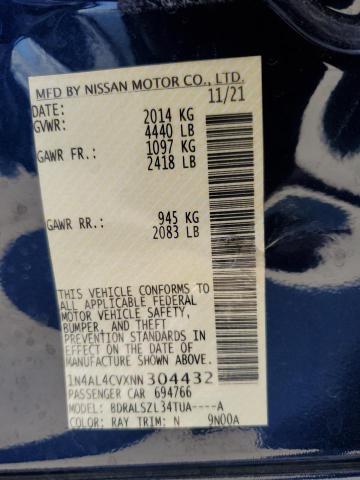 MFD BY NISSAN MOTOR CO., LTD.
DATE: 11/21
GVWR: 2014 KG
4440 LB
GAWR FR.: 1097 KG
2418 LB
GAWR RR.: 945 KG
2083 LB
THIS VEHICLE CONFORMS TO
ALL APPLICABLE FEDERAL
MOTOR VEHICLE SAFETY,
BUMPER, AND THEFT
PREVENTION STANDARDS IN
EFFECT ON THE DATE OF
MANUFACTURE SHOWN ABOVE.
1N4AL4CVXNN304432
PASSENGER CAR 694766
MODEL: BDRALSZL34TUA----A
COLOR: RAY TRIM: N 9N00A